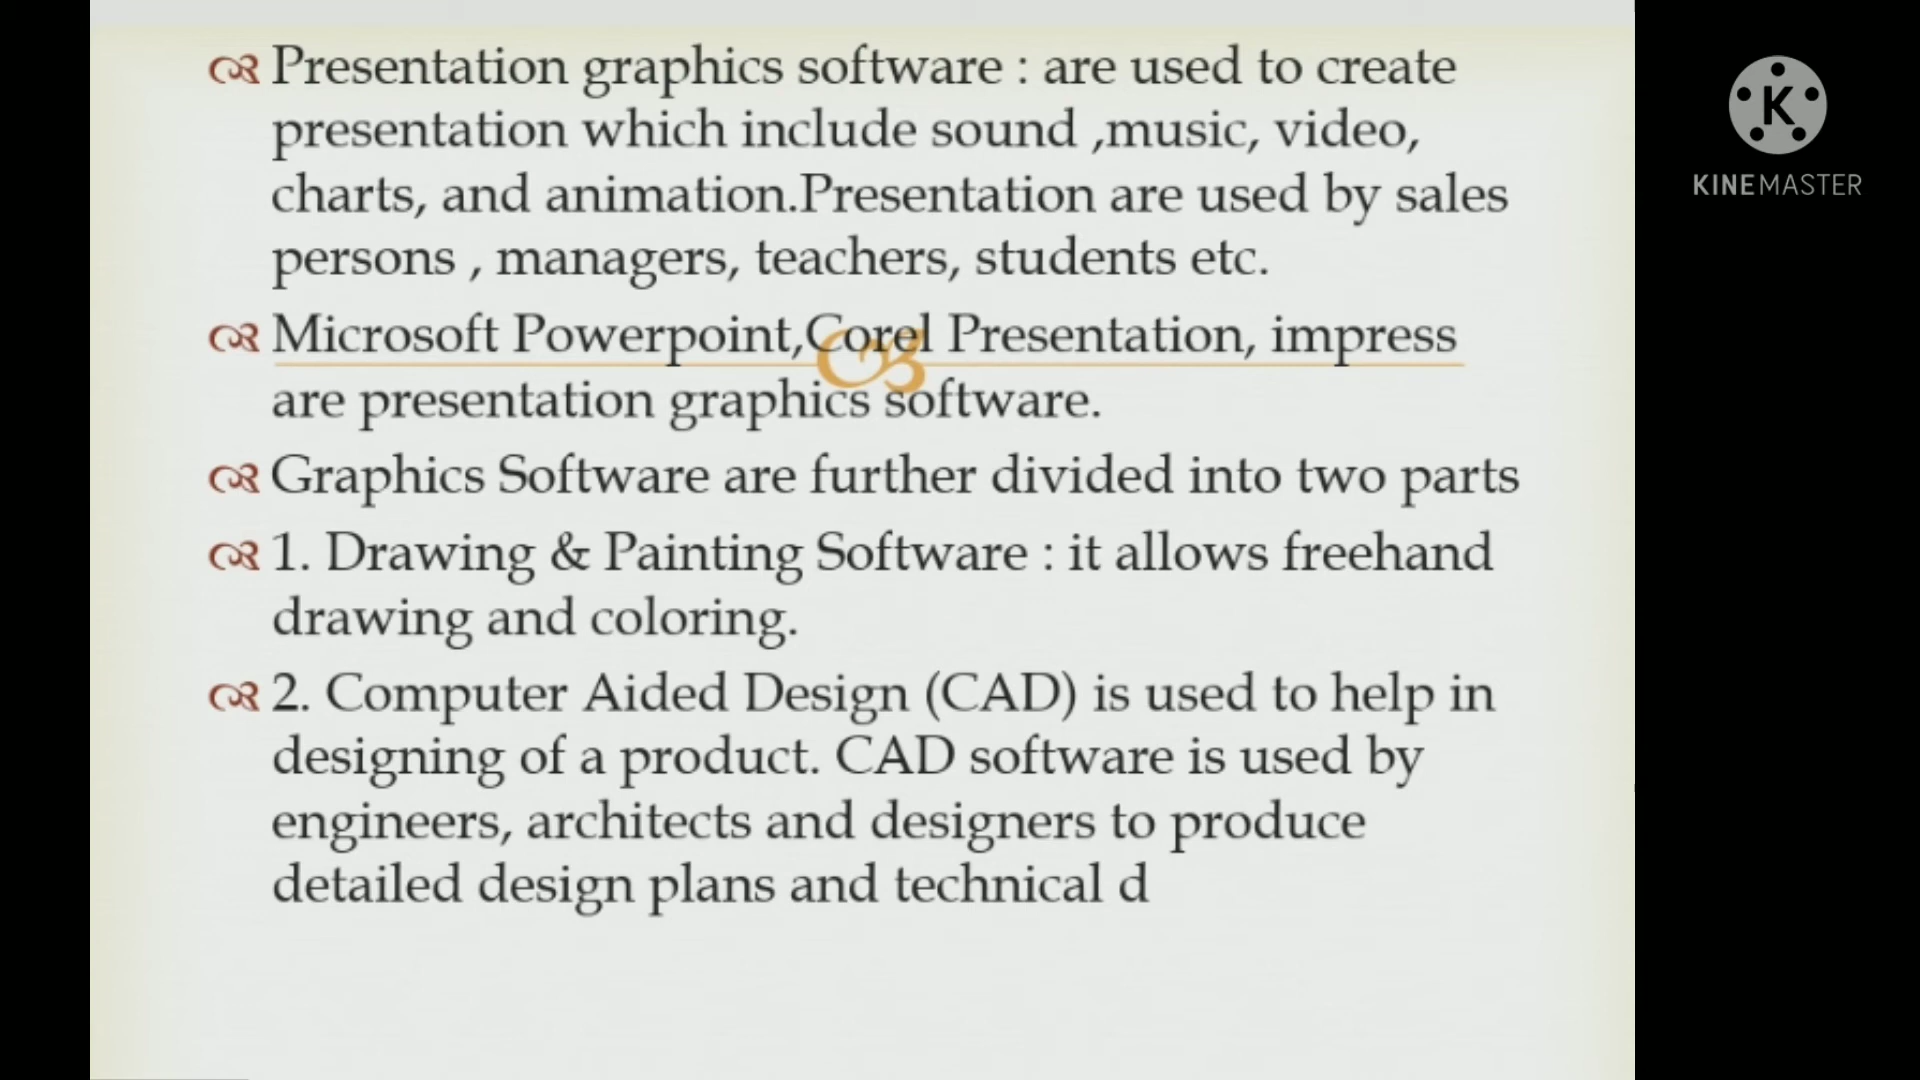 Presentation graphics software : are used to create
presentation which include sound ,music, video,
charts, and animation.Presentation are used by sales
persons , managers, teachers, students etc.
Microsoft Powerpoint,Corel Presentation, impress
are presentation graphics software.
Graphics Software are further divided into two parts
1. Drawing & Painting Software : it allows freehand
drawing and coloring.
2. Computer Aided Design (CAD) is used to help in
designing of a product. CAD software is used by
engineers, architects and designers to produce
detailed design plans and technical d
K
KINEMASTER